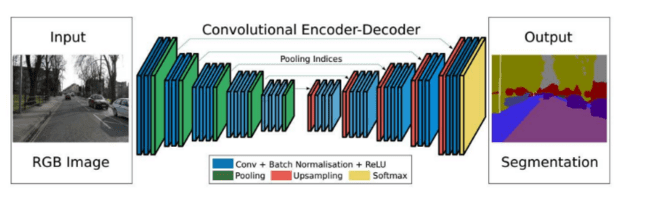 Input
RGB Image
Convolutional Encoder-Decoder
Pooling Indices
Conv + Batch Normalisation + ReLU
Pooling Upsampling Softmax
Output
Segmentation